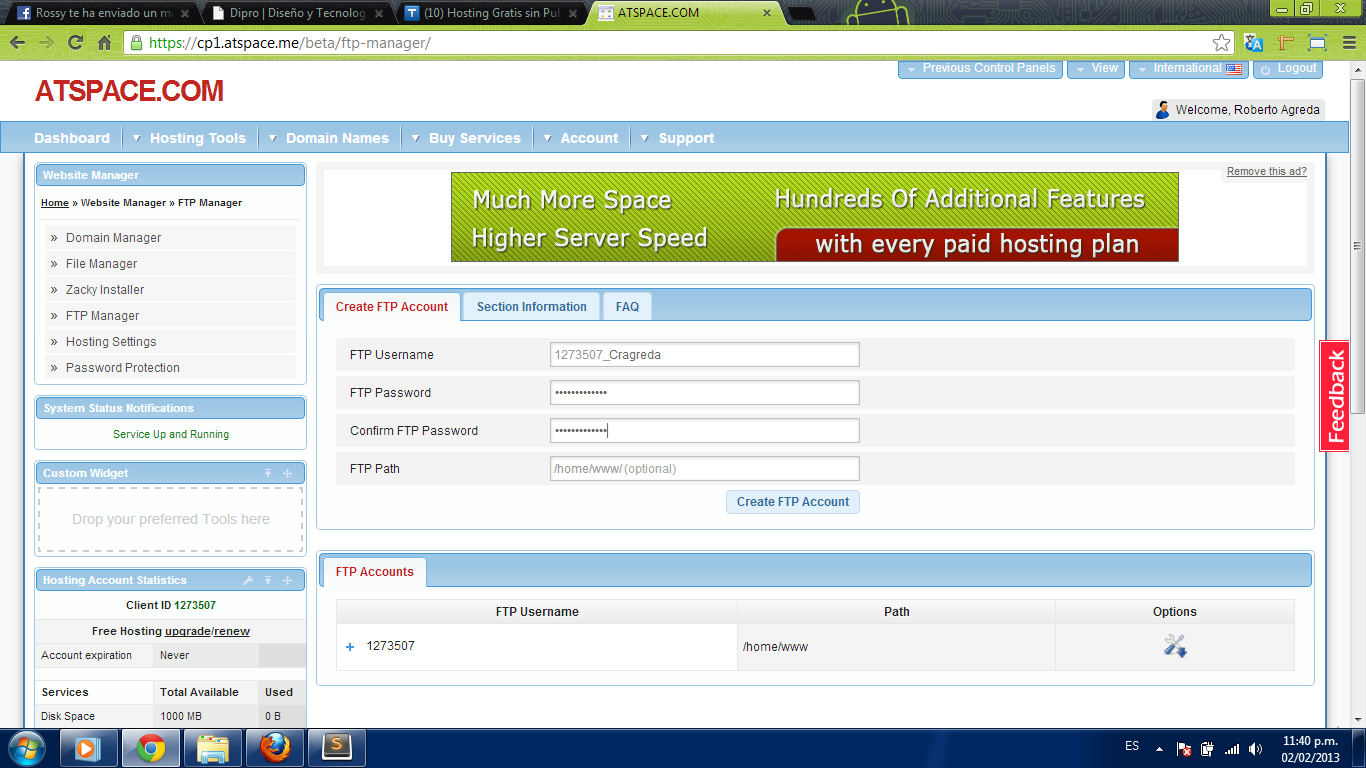 Rossy te ha enviado un m
Dipro | Diseño y Tecnolog
(10) Hosting Gratis sin Put
ATSPACE.COM
https://cp1.atspace.me/beta/ftp-manager/
Previous Control Panels
View
International
Logout
ATSPACE.COM
Welcome, Roberto Agreda
Dashboard
Hosting Tools
Domain Names
Buy Services
Account
Support
Website Manager
Home » Website Manager » FTP Manager
» Domain Manager
» File Manager
» Zacky Installer
» FTP Manager
» Hosting Settings
» Password Protection
System Status Notifications
Service Up and Running
Custom Widget
Drop your preferred Tools here
Hosting Account Statistics
Client ID 1273507
Free Hosting upgrade/renew
Account expiration Never
Services Total Available Used
Disk Space 1000 MB 0 B
Remove this ad?
Much More Space
Higher Server Speed
Hundreds Of Additional Features
with every paid hosting plan
Create FTP Account
Section Information
FAQ
FTP Username 1273507_Cragreda
FTP Password •••••••••••••
Confirm FTP Password •••••••••••••
FTP Path /home/www/ (optional)
Create FTP Account
FTP Accounts
FTP Username Path Options
+ 1273507 /home/www
Feedback
ES
11:40 p.m.
02/02/2013